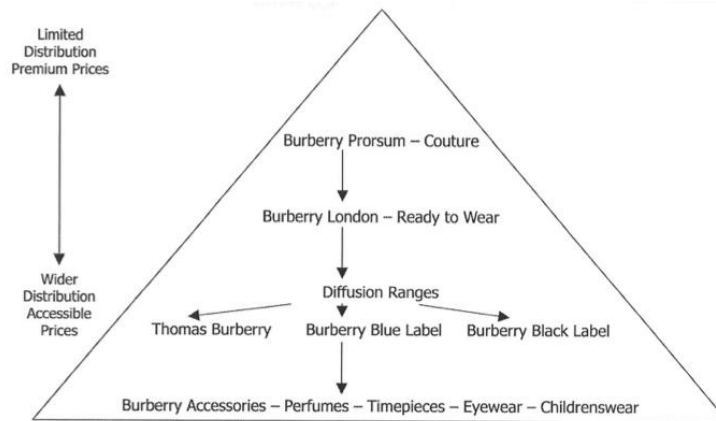 Limited
Distribution
Premium Prices
Burberry Prorsum – Couture
Burberry London – Ready to Wear
Wider
Distribution
Accessible
Prices
Diffusion Ranges
Thomas Burberry
Burberry Blue Label
Burberry Black Label
Burberry Accessories – Perfumes – Timepieces – Eyewear – Childrenswear